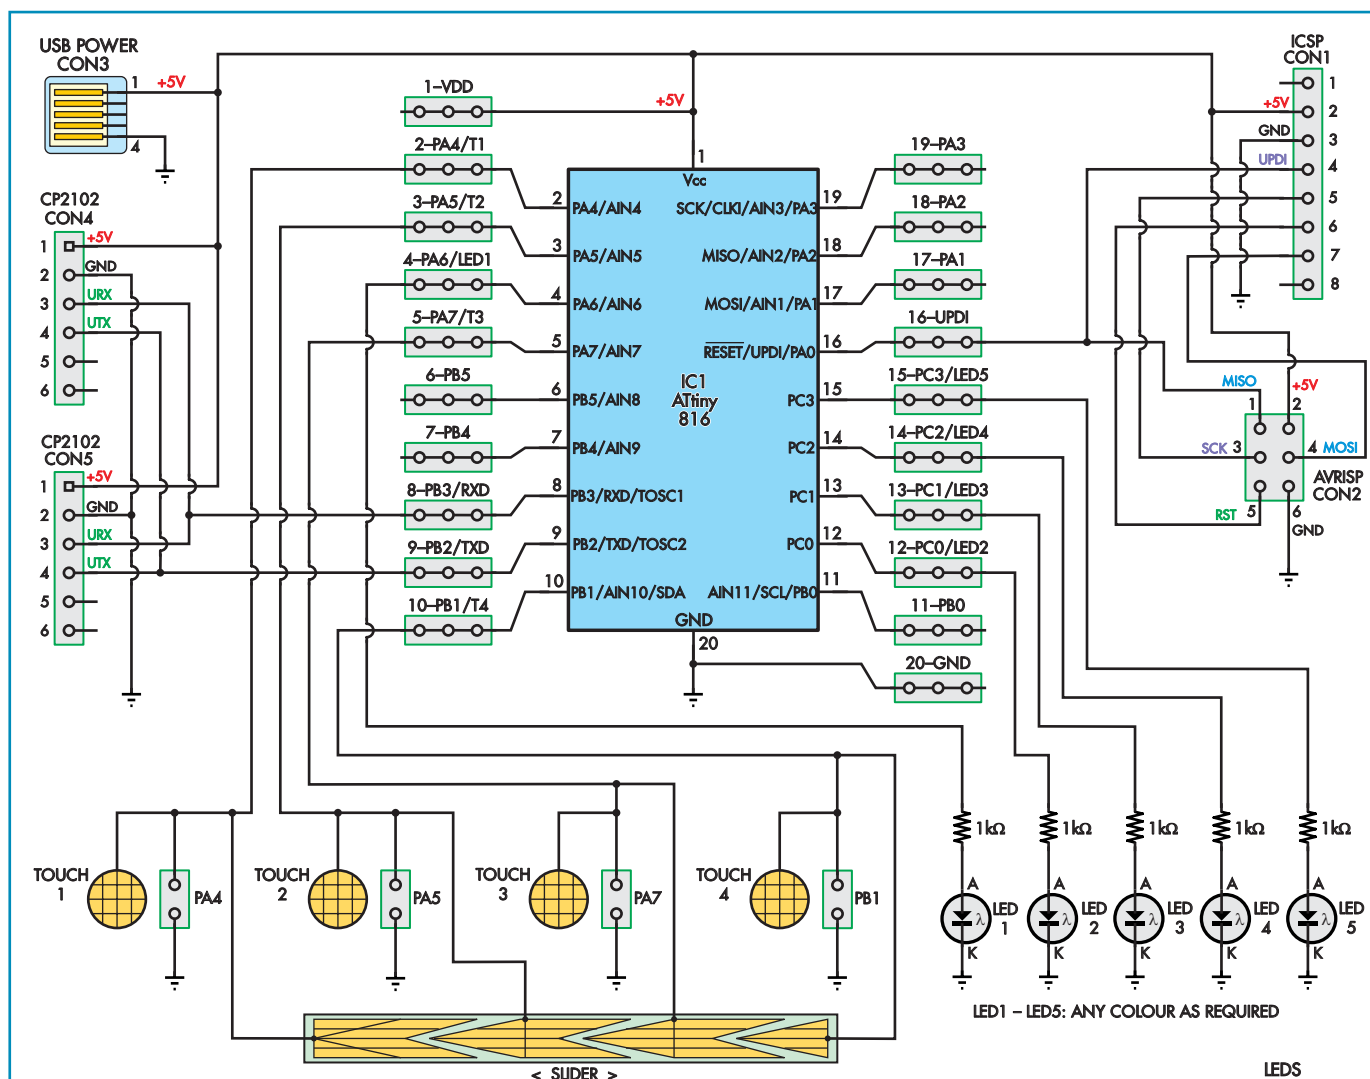 USB POWER
CON3
1
+5V
4
CP2102
CON4
1
+5V
2
GND
3
URX
4
UTX
5
6
CP2102
CON5
1
+5V
2
GND
3
URX
4
UTX
5
6
1–VDD
2–PA4/T1
3–PA5/T2
4–PA6/LED1
5–PA7/T3
6–PB5
7–PB4
8–PB3/RXD
9–PB2/TXD
10–PB1/T4
+5V
1
Vcc
2
PA4/AIN4
3
PA5/AIN5
4
PA6/AIN6
5
PA7/AIN7
6
PB5/AIN8
7
PB4/AIN9
8
PB3/RXD/TOSC1
9
PB2/TXD/TOSC2
10
PB1/AIN10/SDA
IC1
ATtiny
816
SCK/CLKI/AIN3/PA3
19
MISO/AIN2/PA2
18
MOSI/AIN1/PA1
17
RESET/UPDI/PA0
16
PC3
15
PC2
14
PC1
13
PC0
12
AIN11/SCL/PB0
11
GND
20
19–PA3
18–PA2
17–PA1
16–UPDI
15–PC3/LED5
14–PC2/LED4
13–PC1/LED3
12–PC0/LED2
11–PB0
20–GND
ICSP
CON1
1
+5V
2
GND
3
UPDI
4
5
6
7
8
MISO
+5V
1
2
SCK
3
4
MOSI
AVRISP
CON2
RST
5
6
GND
TOUCH
1
PA4
TOUCH
2
PA5
TOUCH
3
PA7
TOUCH
4
PB1
1kΩ
1kΩ
1kΩ
1kΩ
1kΩ
A
λ
K
LED
1
A
λ
K
LED
2
A
λ
K
LED
3
A
λ
K
LED
4
A
λ
K
LED
5
LED1 – LED5: ANY COLOUR AS REQUIRED
< SLIDER >
LEDS